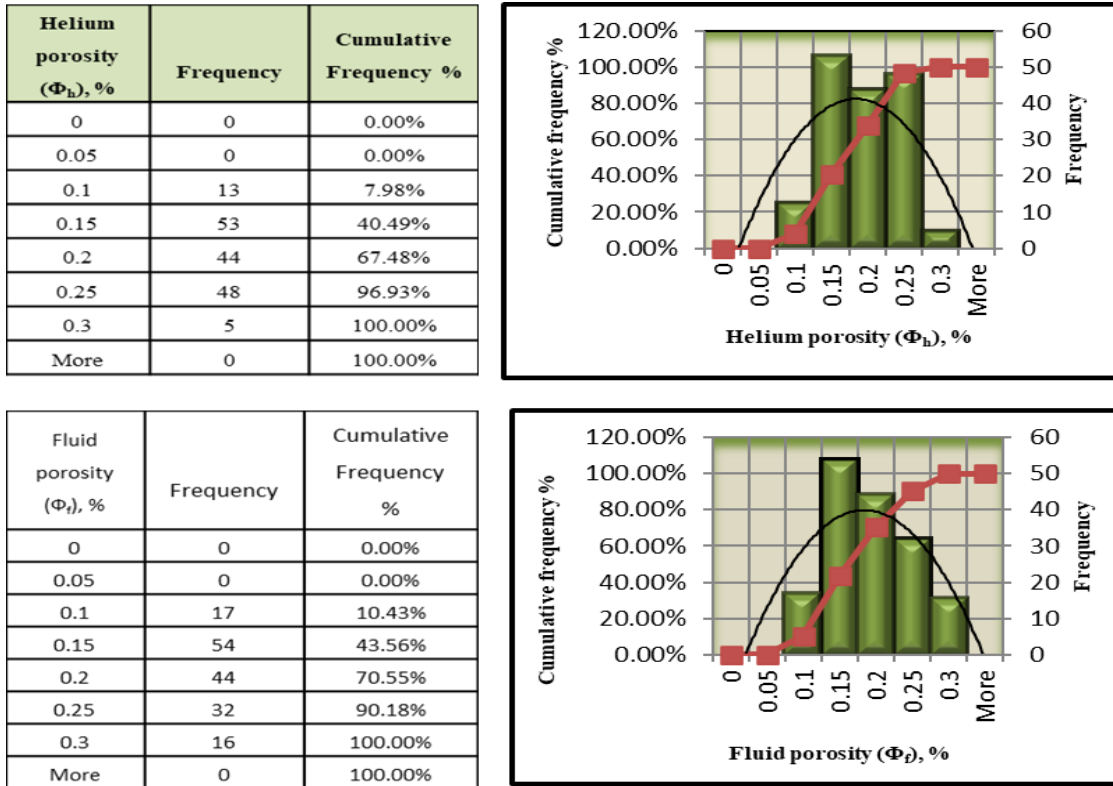 Helium
porosity
(Φh), %
Frequency
Cumulative
Frequency %
0 0 0.00%
0.05 0 0.00%
0.1 13 7.98%
0.15 53 40.49%
0.2 44 67.48%
0.25 48 96.93%
0.3 5 100.00%
More 0 100.00%
Cumulative frequency %
120.00%
100.00%
80.00%
60.00%
40.00%
20.00%
0.00%
60
50
40
30
20
10
0
Frequency
0
0.05
0.1
0.15
0.2
0.25
0.3
More
Helium porosity (Φh), %
Fluid
porosity
(Φf), %
Frequency
Cumulative
Frequency
%
0 0 0.00%
0.05 0 0.00%
0.1 17 10.43%
0.15 54 43.56%
0.2 44 70.55%
0.25 32 90.18%
0.3 16 100.00%
More 0 100.00%
Cumulative frequency %
120.00%
100.00%
80.00%
60.00%
40.00%
20.00%
0.00%
60
50
40
30
20
10
0
Frequency
0
0.05
0.1
0.15
0.2
0.25
0.3
More
Fluid porosity (Φf), %